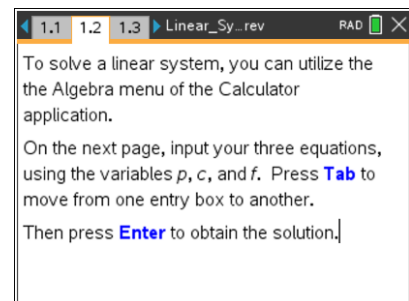 1.1 1.2 1.3 Linear_Sy...rev RAD
To solve a linear system, you can utilize the
the Algebra menu of the Calculator
application.
On the next page, input your three equations,
using the variables p, c, and f. Press Tab to
move from one entry box to another.
Then press Enter to obtain the solution.